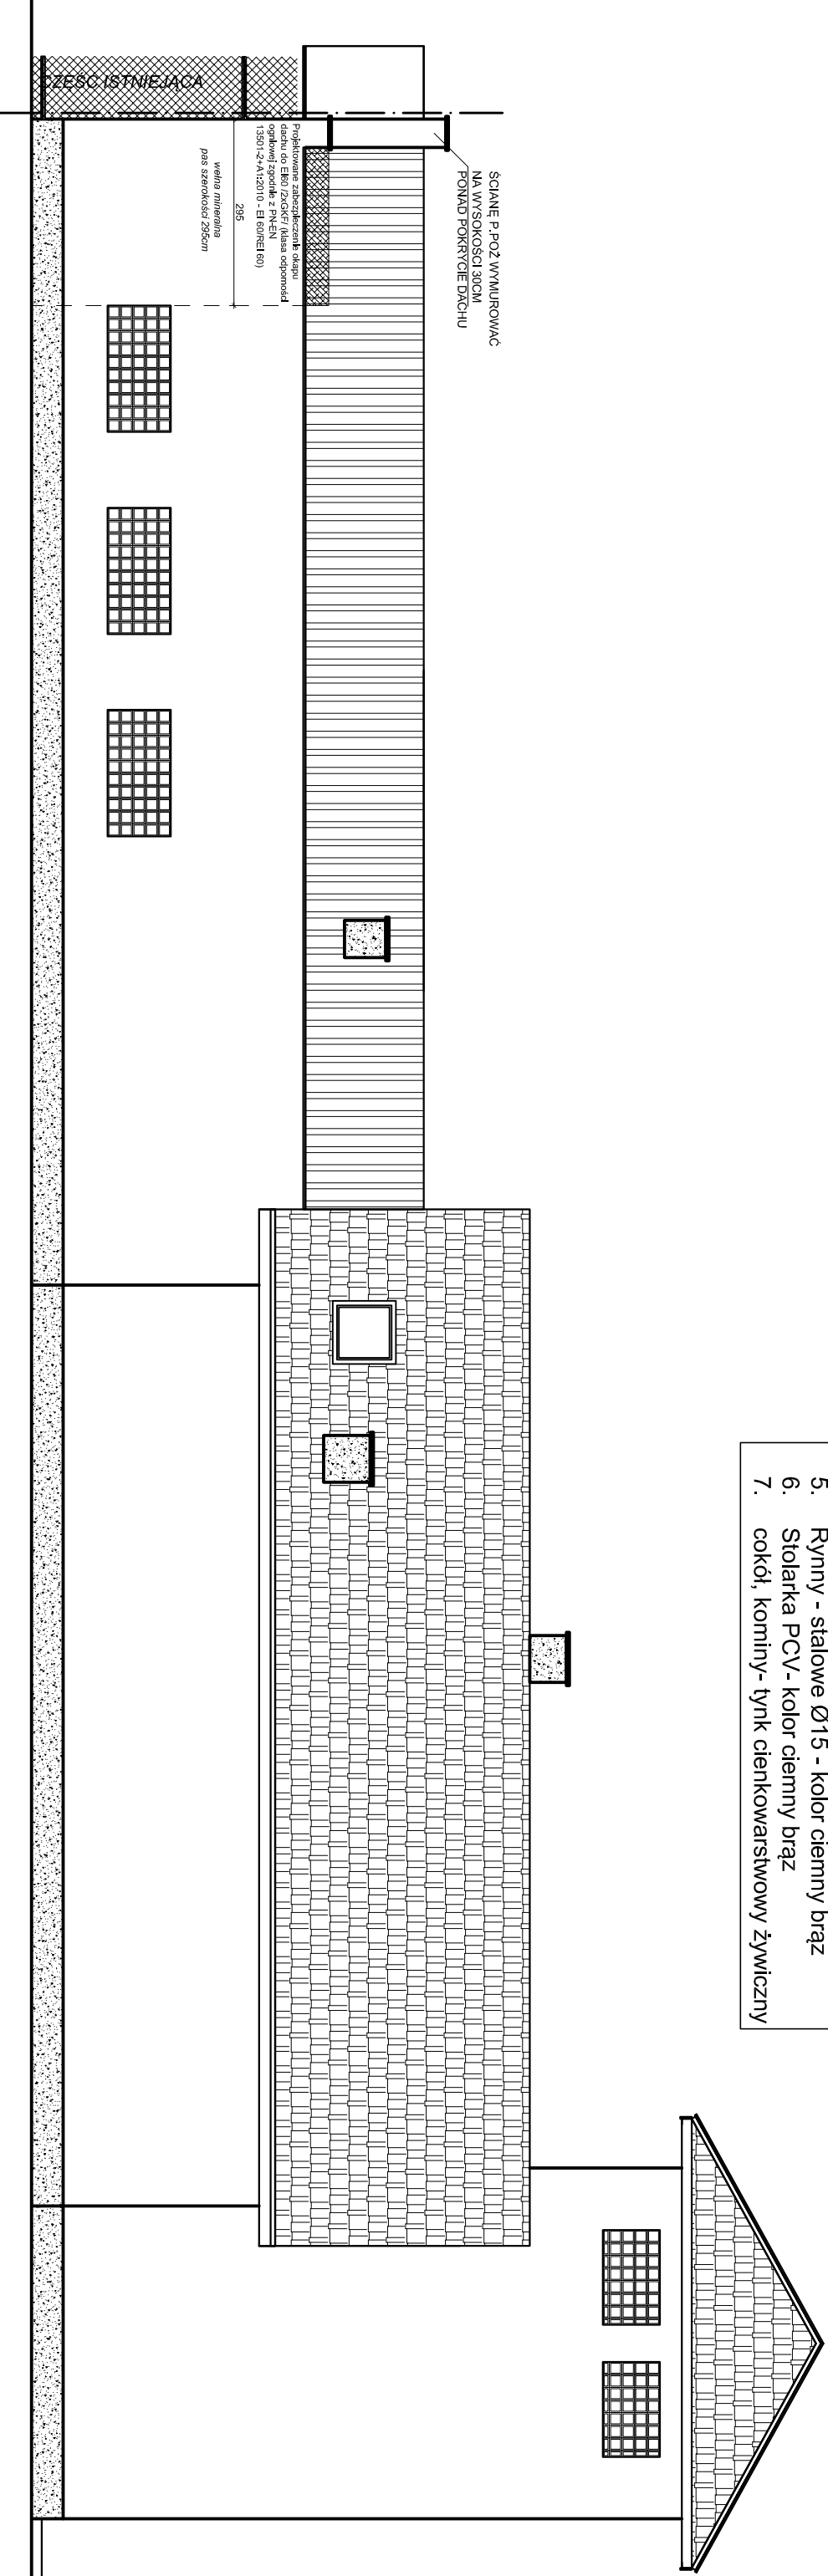 CZĘŚĆ ISTNIEJĄCA
ŚCIANĘ P.POŻ WYMUROWAĆ
NA WYSOKOŚCI 30CM
PONAD POKRYCIE DACHU
Projektowane zabezpieczenie okapu
dachu do EI60 /2xGKF/ (klasa odporności
ogniowej zgodnie z PN-EN
13501-2+A1:2010 - EI 60/REI 60)
295
wełna mineralna
pas szerokości 295cm
5. Rynny - stalowe Ø15 - kolor ciemny brąz
6. Stolarka PCV- kolor ciemny brąz
7. cokół, kominy- tynk cienkowarstwowy żywiczny